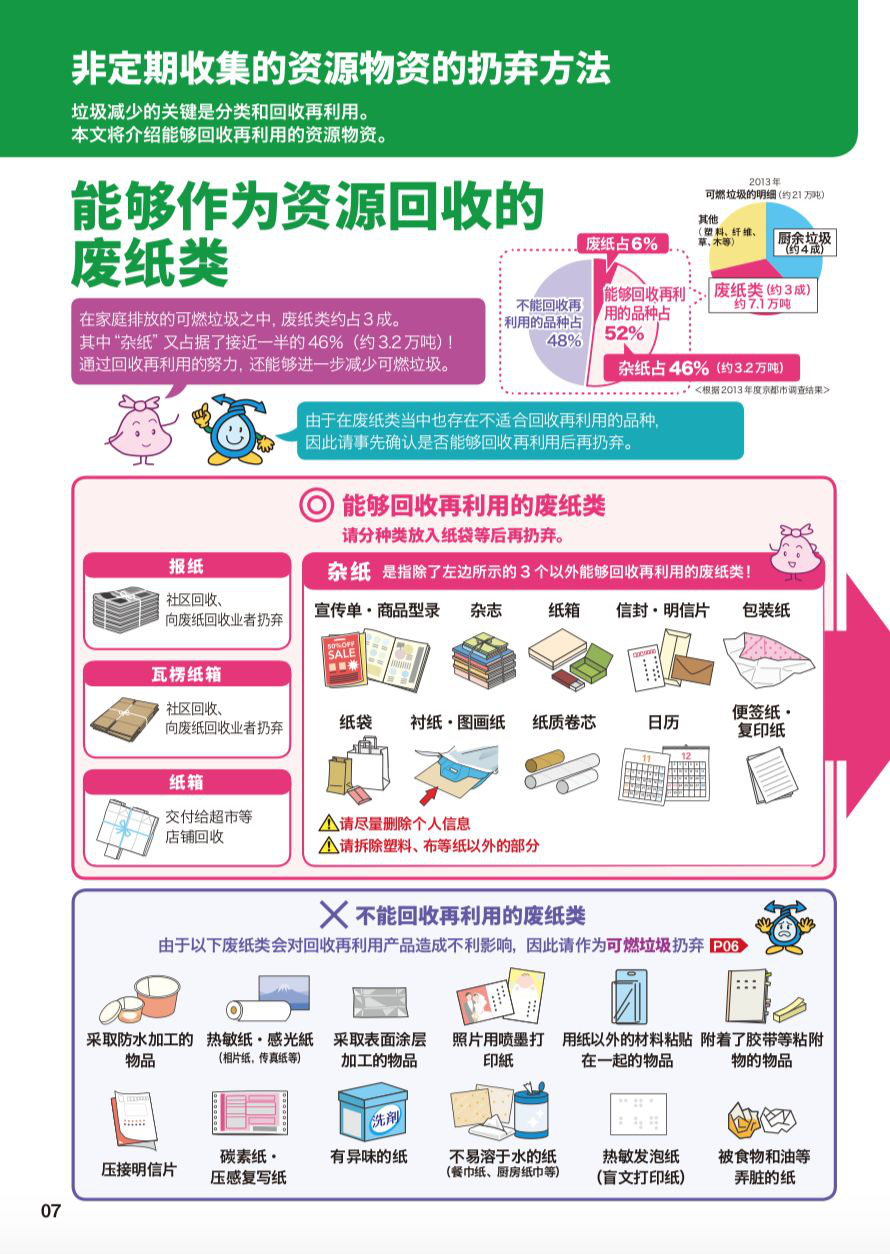 非定期收集的资源物资的扔弃方法
垃圾减少的关键是分类和回收再利用。
本文将介绍能够回收再利用的资源物资。
能够作为资源回收的
废纸类
2013年
可燃垃圾的明细(约21万吨)
其他
(塑料、纤维、
草、木等)
厨余垃圾
(约4成)
废纸类(约3成)
约7.1万吨
废纸占6%
不能回收再
利用的品种占
48%
能够回收再利
用的品种占
52%
杂纸占46%(约3.2万吨)
<根据2013年度京都市调查结果>
在家庭排放的可燃垃圾之中,废纸类约占3成。
其中“杂纸”又占据了接近一半的46%(约3.2万吨)!
通过回收再利用的努力,还能够进一步减少可燃垃圾。
由于在废纸类当中也存在不适合回收再利用的品种,
因此请事先确认是否能够回收再利用后再扔弃。
◎ 能够回收再利用的废纸类
请分种类放入纸袋等后再扔弃。
报纸
社区回收、
向废纸回收业者扔弃
瓦楞纸箱
社区回收、
向废纸回收业者扔弃
纸箱
交付给超市等
店铺回收
杂纸 是指除了左边所示的3个以外能够回收再利用的废纸类!
宣传单・商品型录
50%OFF
SALE
杂志
纸箱
信封・明信片
包装纸
纸袋
衬纸・图画纸
纸质卷芯
日历
11
12
便签纸・
复印纸
请尽量删除个人信息
请拆除塑料、布等纸以外的部分
✕ 不能回收再利用的废纸类
由于以下废纸类会对回收再利用产品造成不利影响,因此请作为可燃垃圾扔弃 P06
采取防水加工的
物品
热敏纸・感光紙
(相片纸,传真纸等)
采取表面涂层
加工的物品
照片用喷墨打
印紙
用纸以外的材料粘贴
在一起的物品
附着了胶带等粘附
物的物品
压接明信片
碳素纸・
压感复写纸
洗剤
有异味的纸
不易溶于水的纸
(餐巾纸、厨房纸巾等)
热敏发泡纸
(盲文打印纸)
被食物和油等
弄脏的纸
07